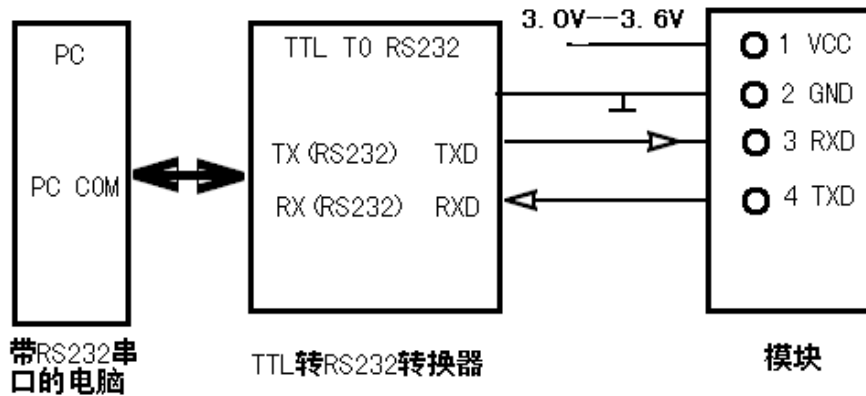 3.0V--3.6V
PC
TTL TO RS232
1 VCC
2 GND
TX(RS232) TXD
3 RXD
PC COM
RX(RS232) RXD
4 TXD
带RS232串
口的电脑
TTL转RS232转换器
模块